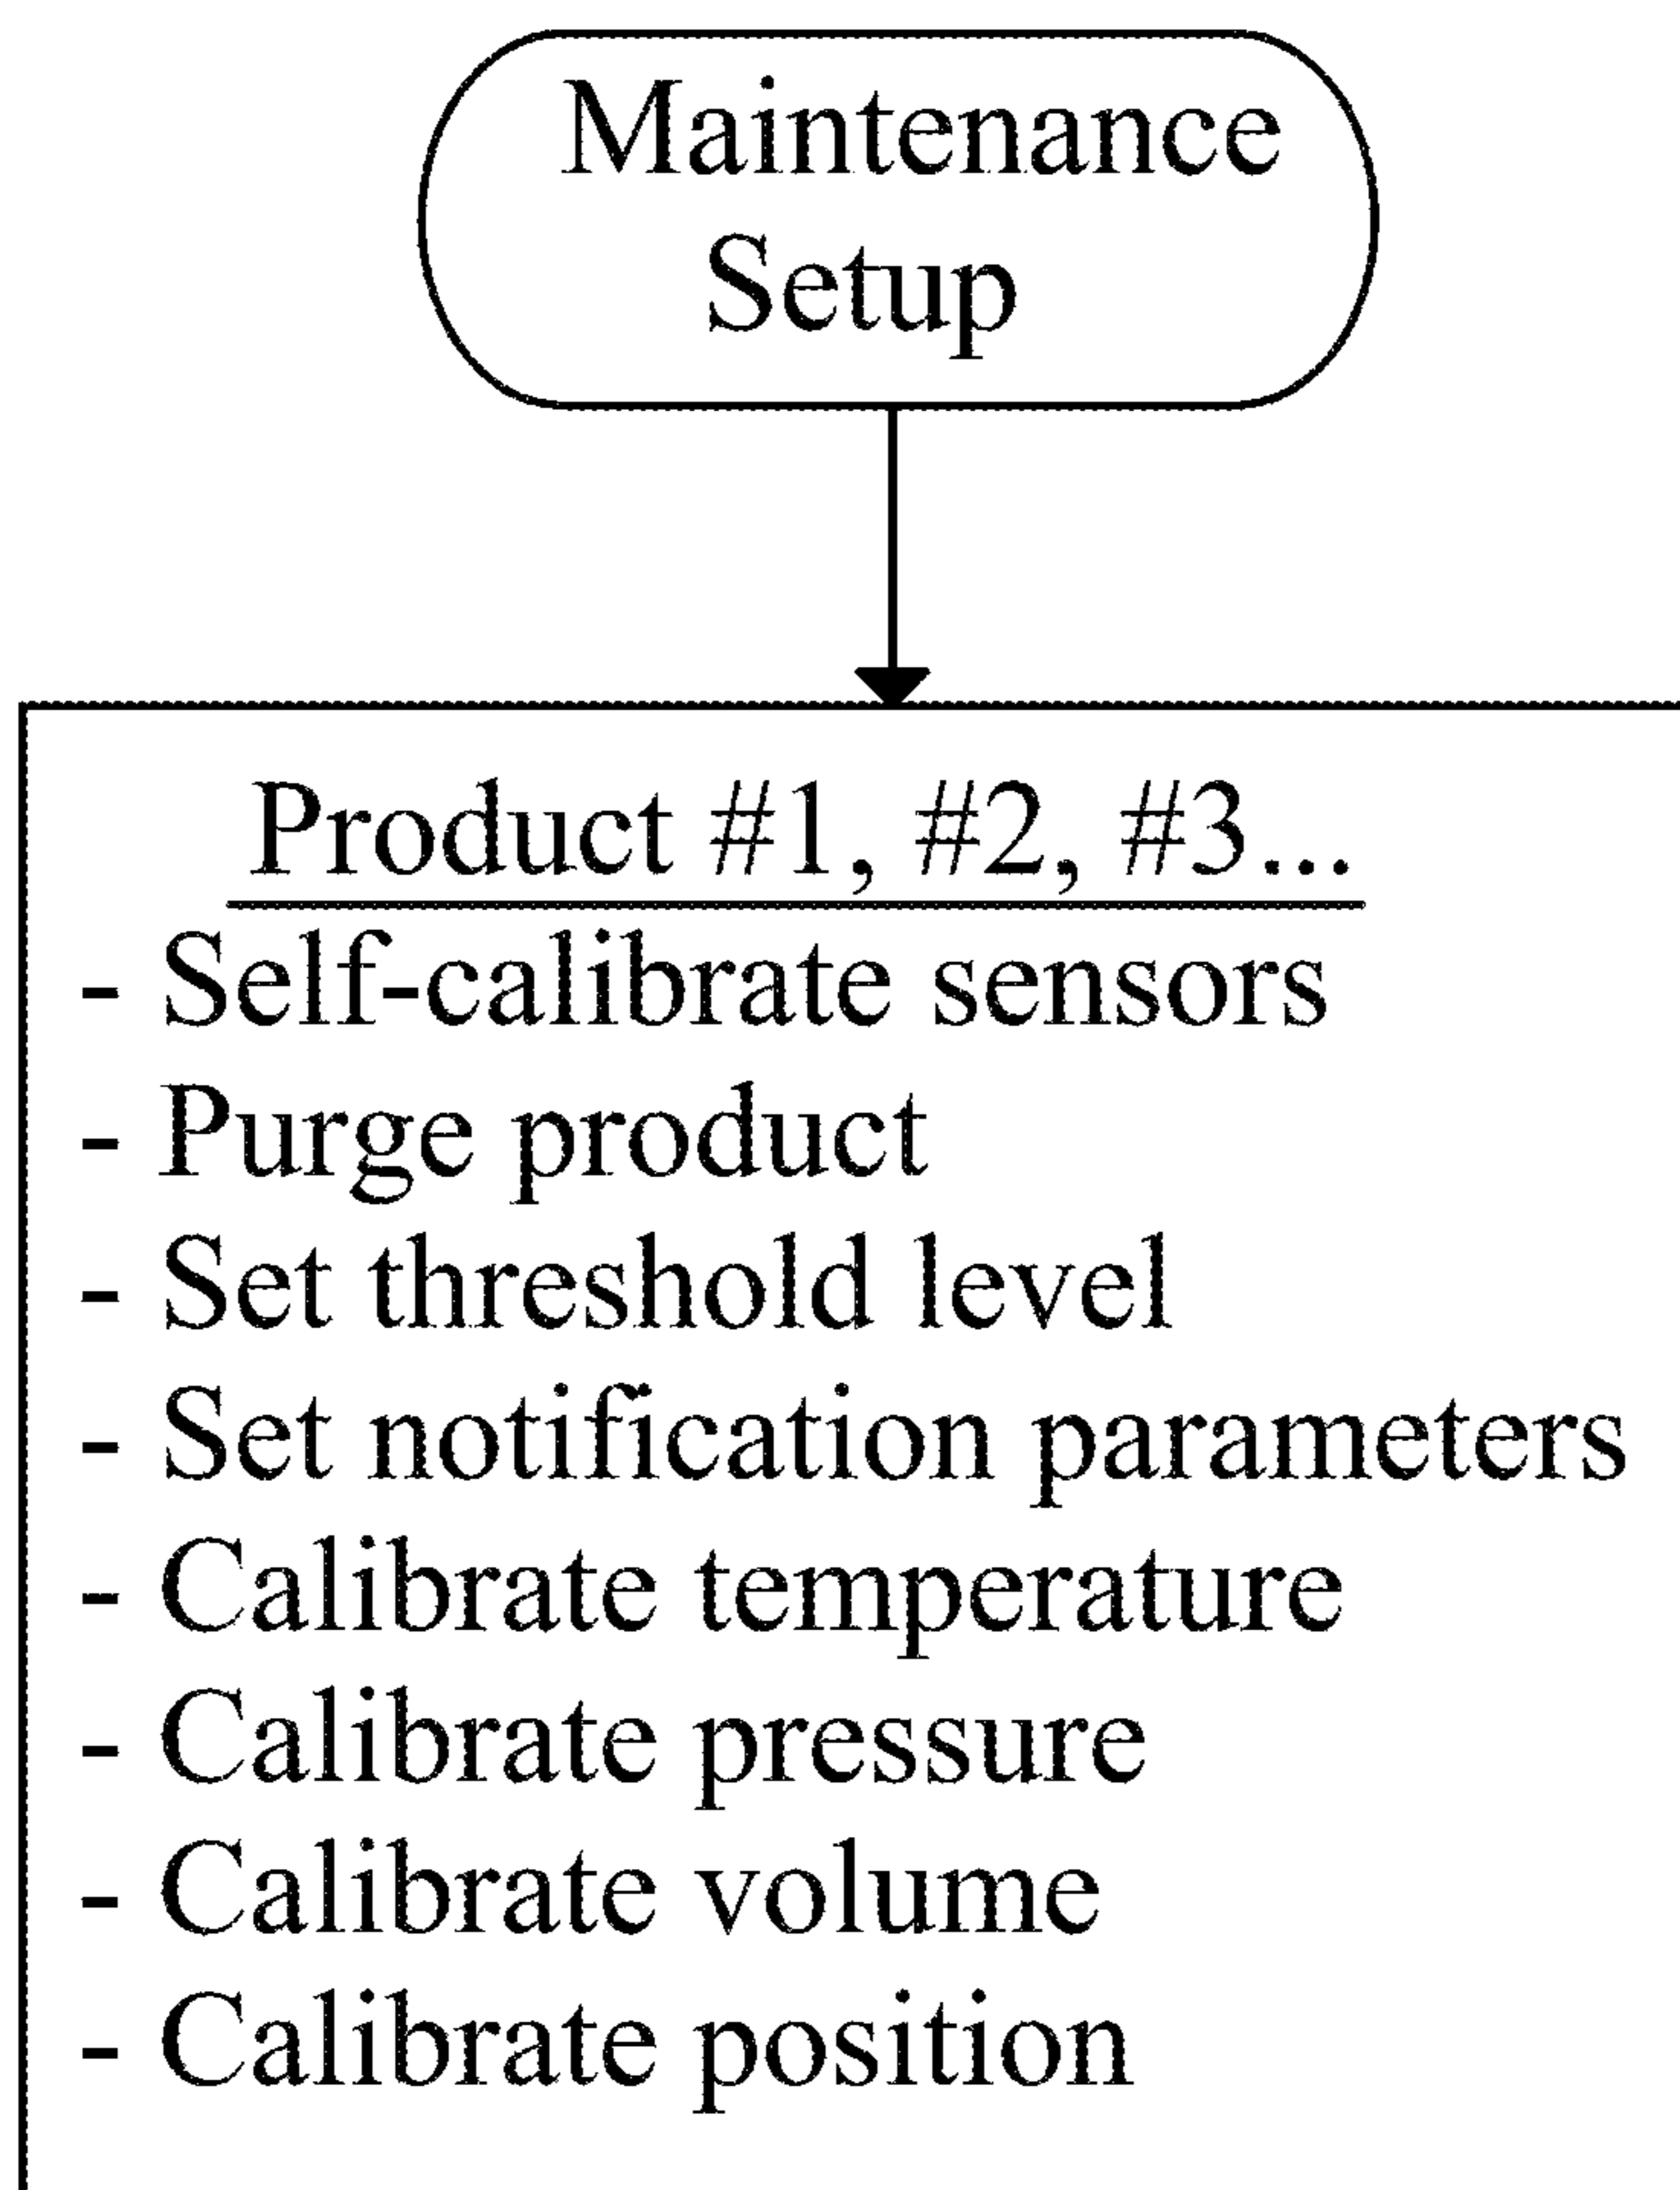 Maintenance
Setup
Product #1, #2, #3...
- Self-calibrate sensors
- Purge product
- Set threshold level
- Set notification parameters
- Calibrate temperature
- Calibrate pressure
- Calibrate volume
- Calibrate position